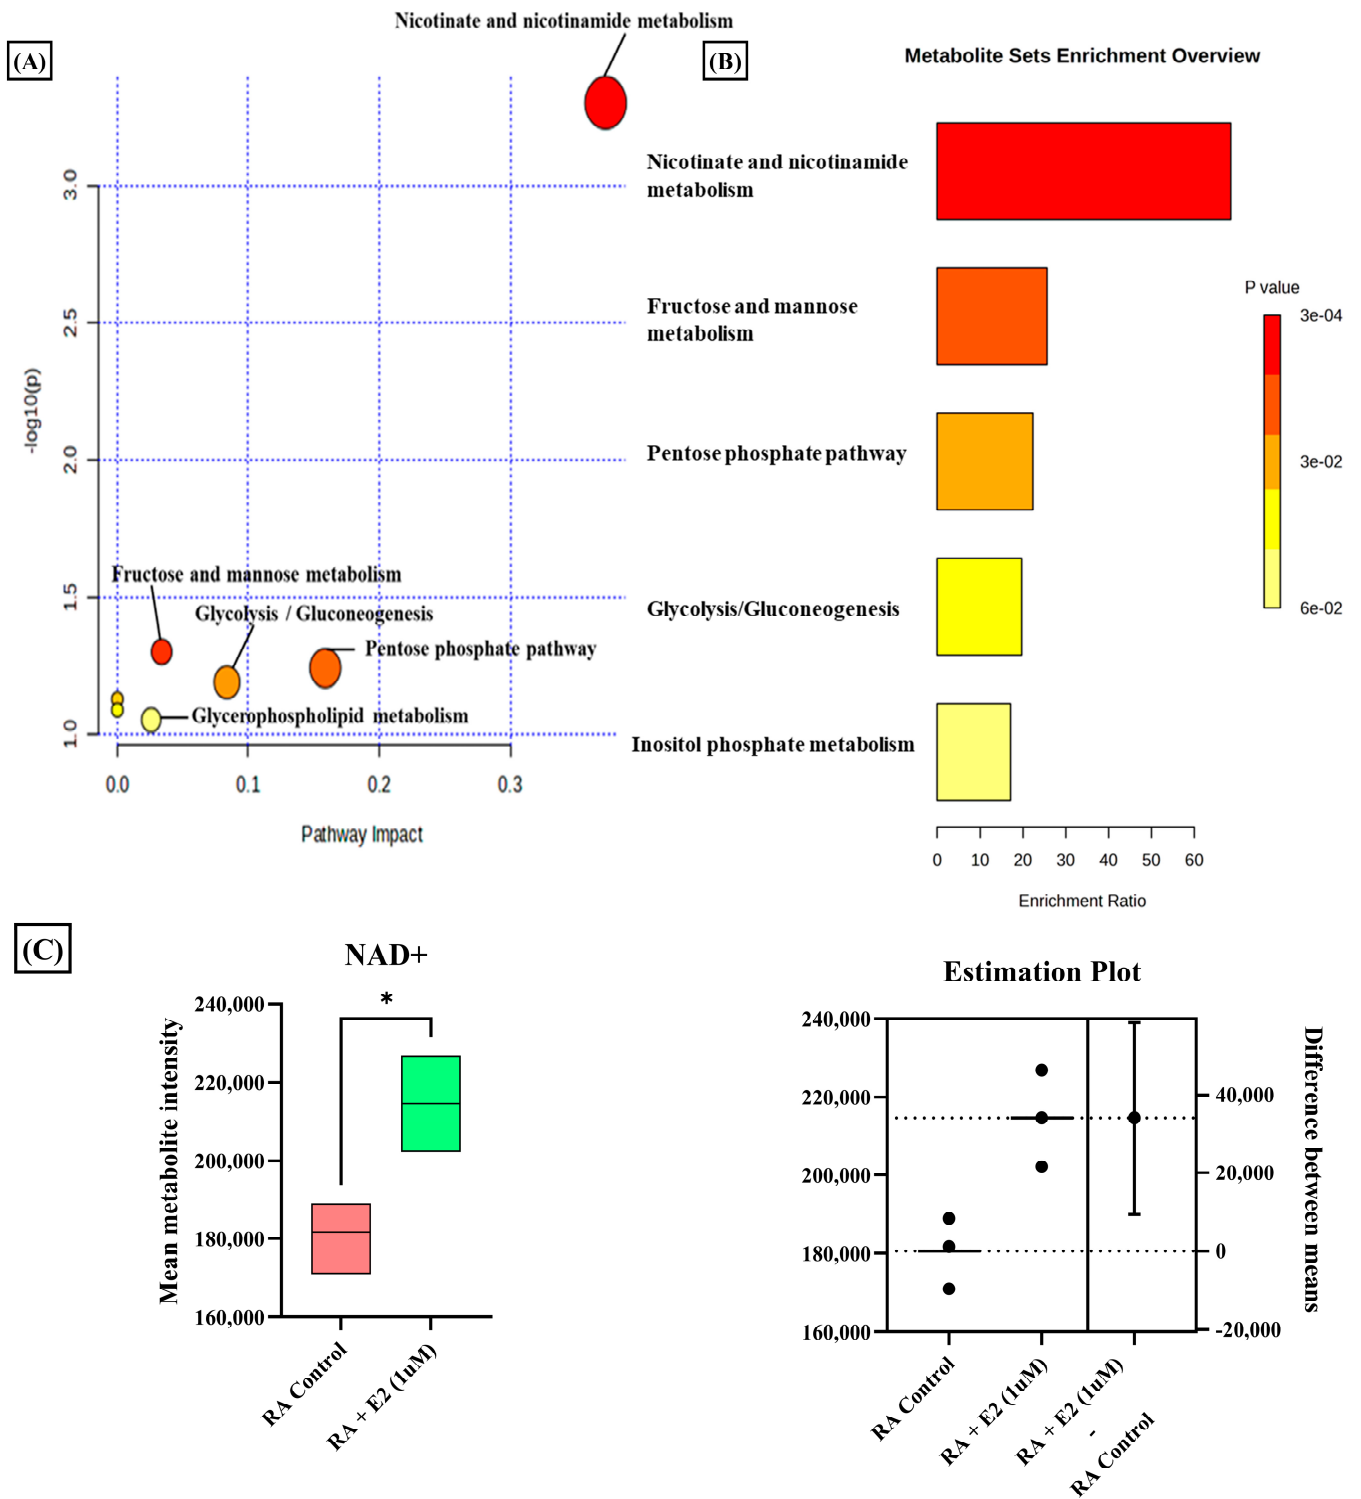 (A)
Nicotinate and nicotinamide metabolism
3.0
2.5
2.0
1.5
1.0
-log10(p)
Fructose and mannose metabolism
Glycolysis / Gluconeogenesis
Pentose phosphate pathway
Glycerophospholipid metabolism
0.0 0.1 0.2 0.3
Pathway Impact
(B)
Metabolite Sets Enrichment Overview
Nicotinate and nicotinamide
metabolism
Fructose and mannose
metabolism
Pentose phosphate pathway
Glycolysis/Gluconeogenesis
Inositol phosphate metabolism
0 10 20 30 40 50 60
Enrichment Ratio
P value
3e-04
3e-02
6e-02
(C)
NAD+
*
240,000
220,000
200,000
180,000
160,000
Mean metabolite intensity
RA Control
RA + E2 (1uM)
Estimation Plot
240,000
220,000
200,000
180,000
160,000
40,000
20,000
0
-20,000
Difference between means
RA Control
RA + E2 (1uM)
RA + E2 (1uM)
-
RA Control